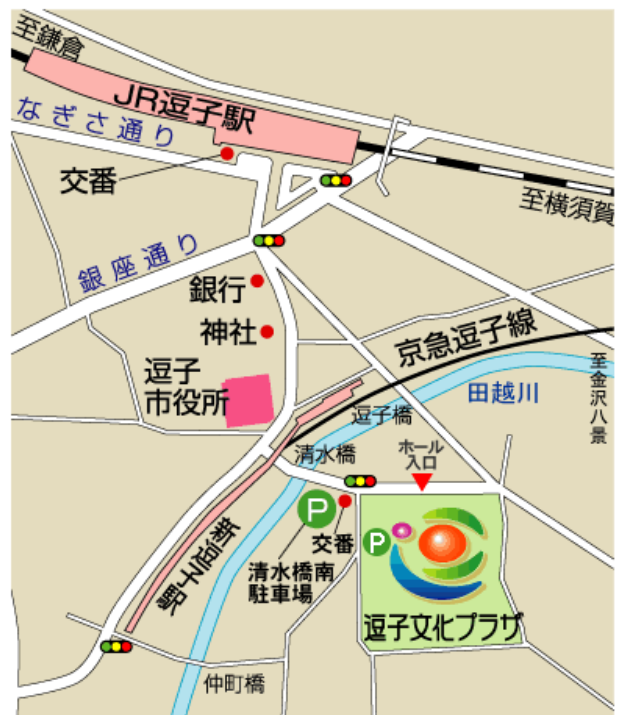 至鎌倉
JR逗子駅
なぎさ通り
交番
至横須賀
銀座通り
銀行
神社
京急逗子線
逗子
市役所
至金沢八景
田越川
逗子橋
清水橋
ホール
入口
P
交番
P
清水橋南
駐車場
新逗子駅
逗子文化プラザ
仲町橋